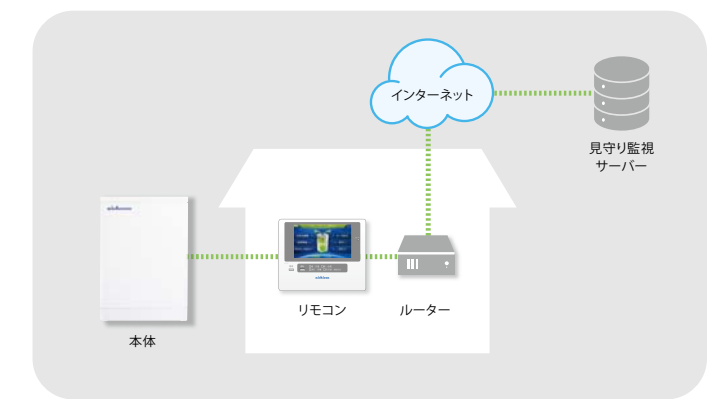 インターネット
見守り監視
サーバー
リモコン
ルーター
本体